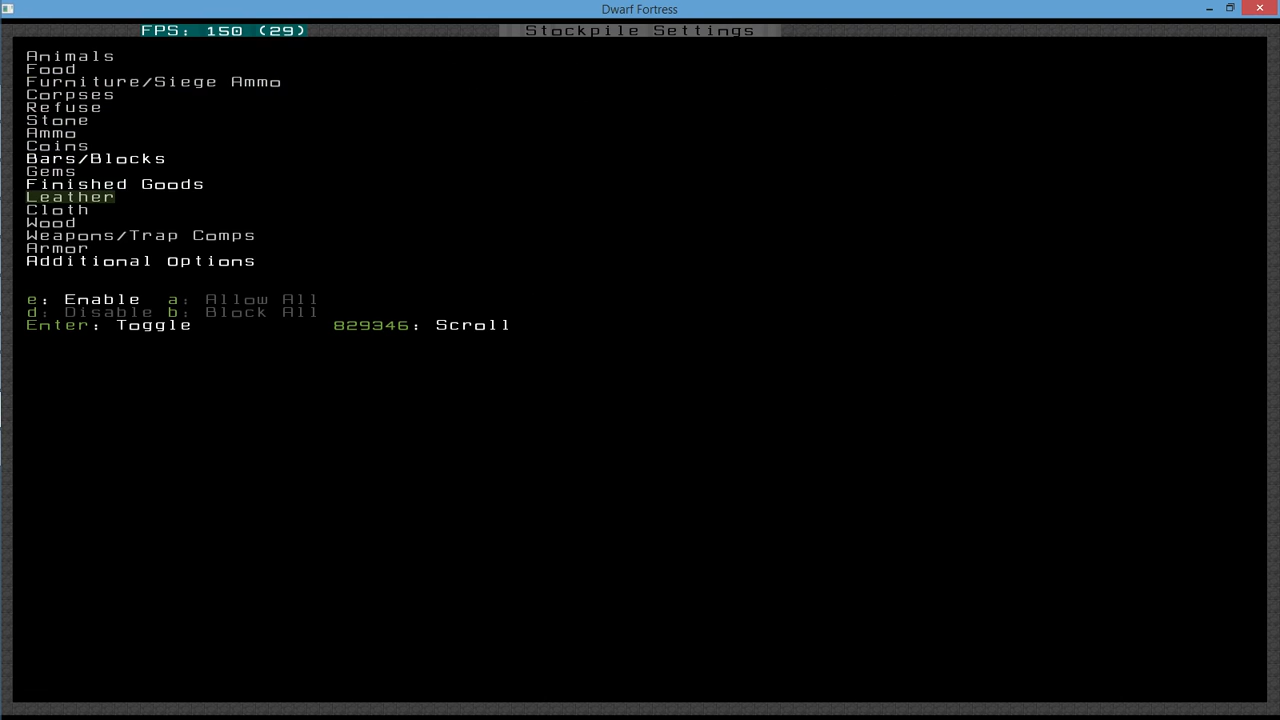 Dwarf Fortress
FPS: 150 (29) Stockpile Settings
Animals
Food
Furniture/Siege Ammo
Corpses
Refuse
Stone
Ammo
Coins
Bars/Blocks
Gems
Finished Goods
Leather
Cloth
Wood
Weapons/Trap Comps
Armor
Additional Options
e: Enable a: Allow All
d: Disable b: Block All
Enter: Toggle 829346: Scroll